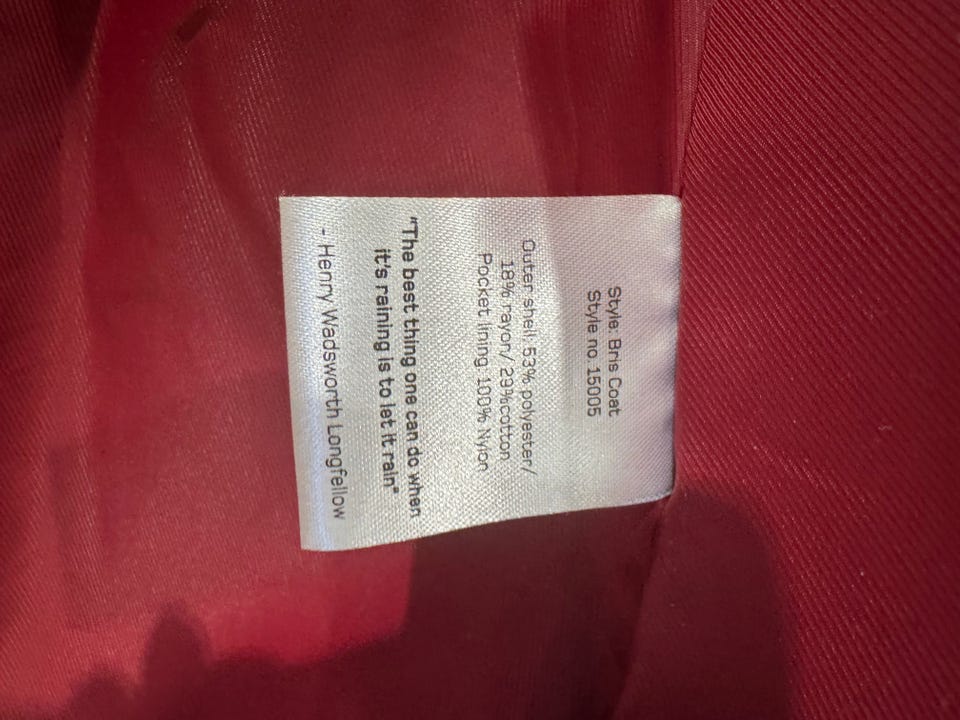 Style: Bris Coat
Style no. 15005
Outer shell: 53% polyester/
18% rayon/ 29%cotton
Pocket lining 100% Nylon
"The best thing one can do when
it's raining is to let it rain"
- Henry Wadsworth Longfellow